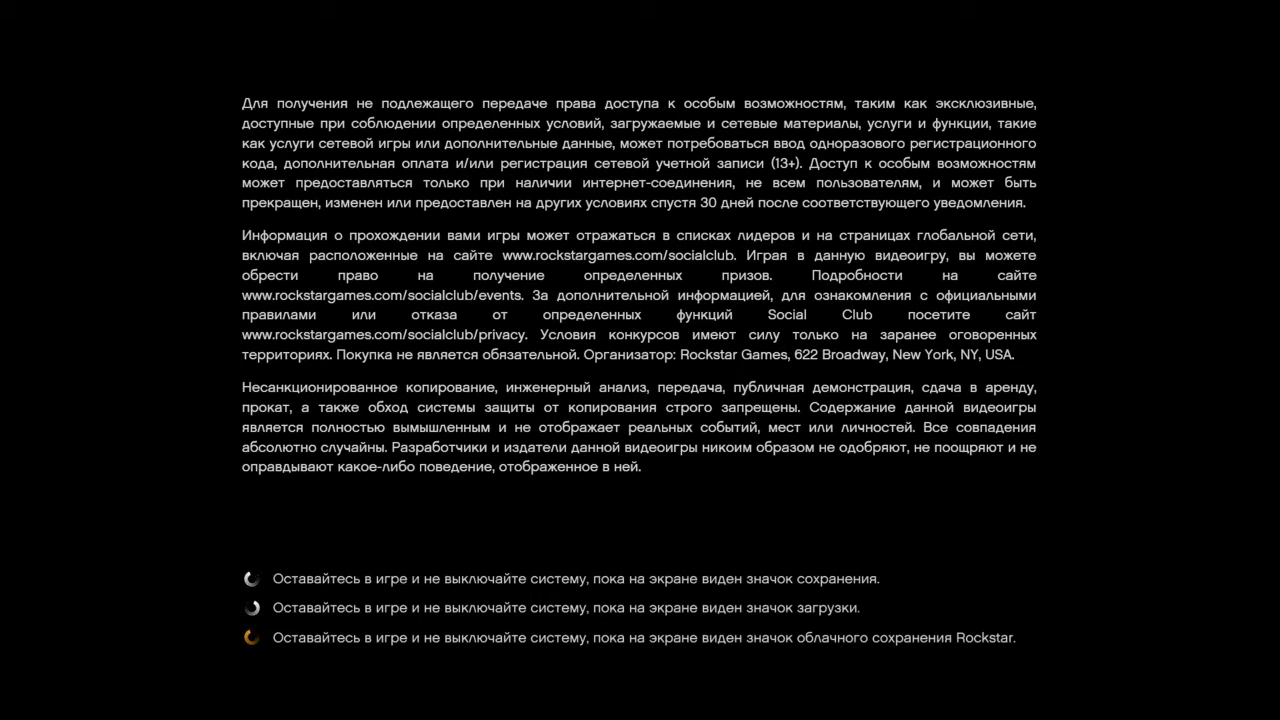 Для получения не подлежащего передаче права доступа к особым возможностям, таким как эксклюзивные,
доступные при соблюдении определенных условий, загружаемые и сетевые материалы, услуги и функции, такие
как услуги сетевой игры или дополнительные данные, может потребоваться ввод одноразового регистрационного
кода, дополнительная оплата и/или регистрация сетевой учетной записи (13+). Доступ к особым возможностям
может предоставляться только при наличии интернет-соединения, не всем пользователям, и может быть
прекращен, изменен или предоставлен на других условиях спустя 30 дней после соответствующего уведомления.
Информация о прохождении вами игры может отражаться в списках лидеров и на страницах глобальной сети,
включая расположенные на сайте www.rockstargames.com/socialclub. Играя в данную видеоигру, вы можете
обрести право на получение определенных призов. Подробности на сайте
www.rockstargames.com/socialclub/events. За дополнительной информацией, для ознакомления с официальными
правилами или отказа от определенных функций Social Club посетите сайт
www.rockstargames.com/socialclub/privacy. Условия конкурсов имеют силу только на заранее оговоренных
территориях. Покупка не является обязательной. Организатор: Rockstar Games, 622 Broadway, New York, NY, USA.
Несанкционированное копирование, инженерный анализ, передача, публичная демонстрация, сдача в аренду,
прокат, а также обход системы защиты от копирования строго запрещены. Содержание данной видеоигры
является полностью вымышленным и не отображает реальных событий, мест или личностей. Все совпадения
абсолютно случайны. Разработчики и издатели данной видеоигры никоим образом не одобряют, не поощряют и не
оправдывают какое-либо поведение, отображенное в ней.
Оставайтесь в игре и не выключайте систему, пока на экране виден значок сохранения.
Оставайтесь в игре и не выключайте систему, пока на экране виден значок загрузки.
Оставайтесь в игре и не выключайте систему, пока на экране виден значок облачного сохранения Rockstar.